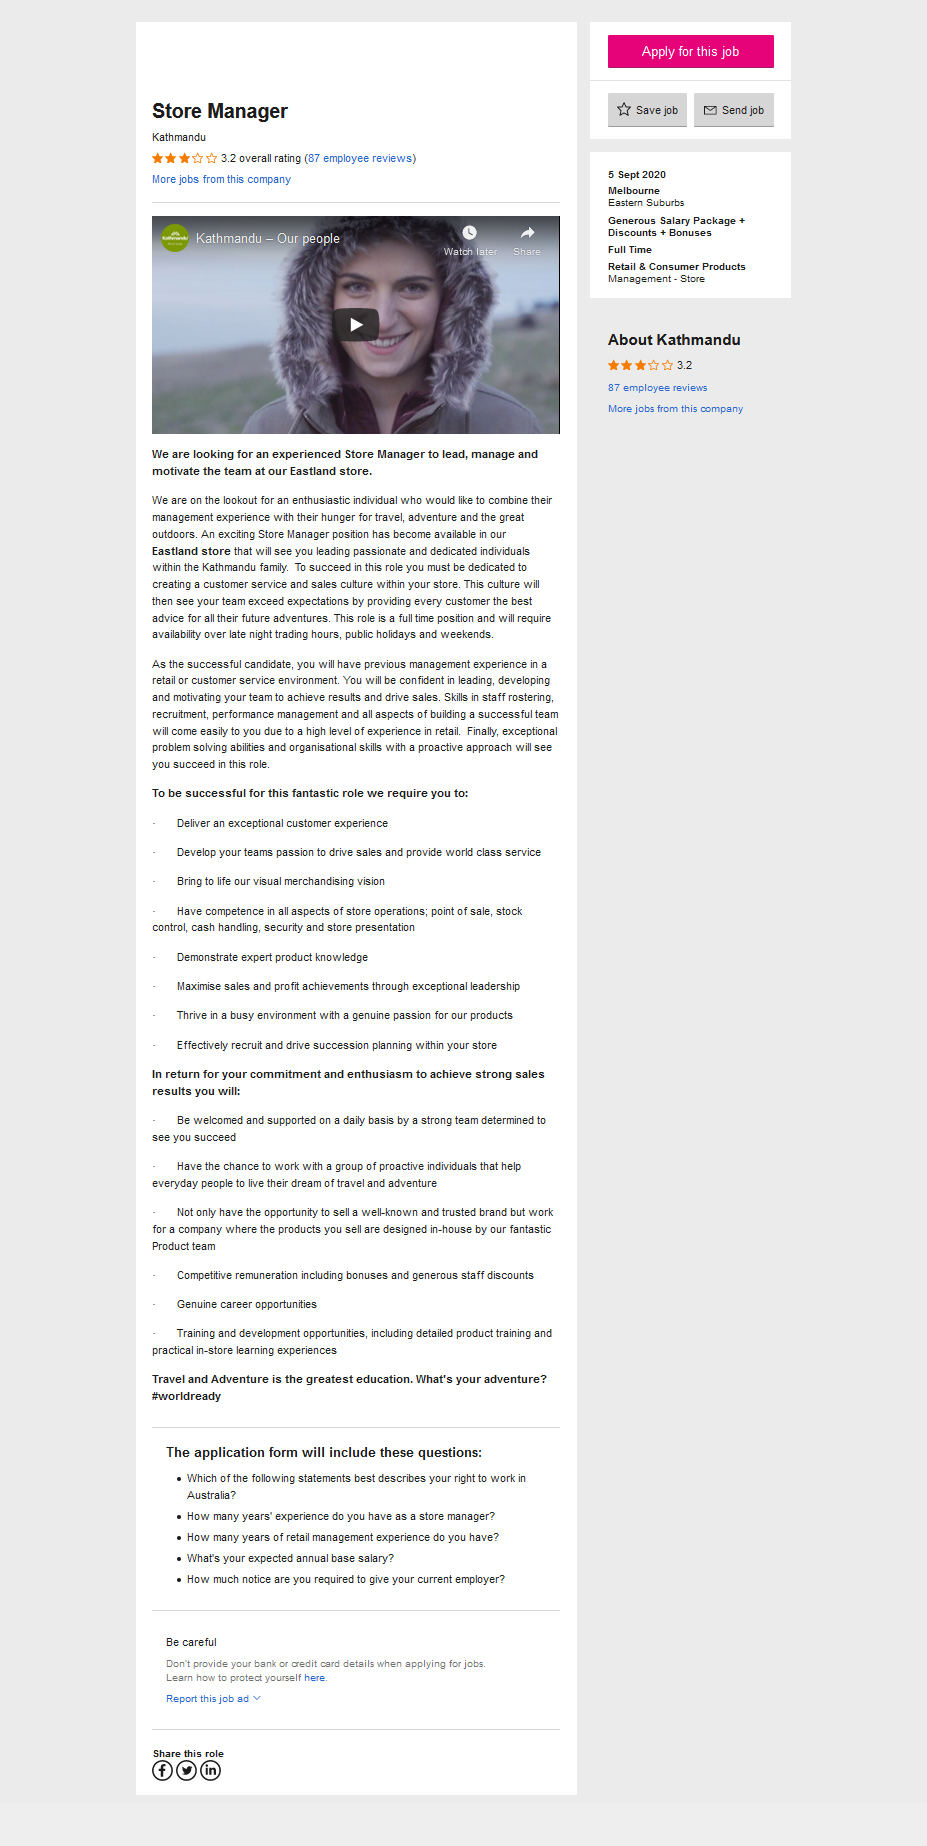 Store Manager
Kathmandu
3.2 overall rating (87 employee reviews)
More jobs from this company
Kathmandu
Kathmandu – Our people
Watch later
Share
We are looking for an experienced Store Manager to lead, manage and
motivate the team at our Eastland store.
We are on the lookout for an enthusiastic individual who would like to combine their
management experience with their hunger for travel, adventure and the great
outdoors. An exciting Store Manager position has become available in our
Eastland store that will see you leading passionate and dedicated individuals
within the Kathmandu family.  To succeed in this role you must be dedicated to
creating a customer service and sales culture within your store. This culture will
then see your team exceed expectations by providing every customer the best
advice for all their future adventures. This role is a full time position and will require
availability over late night trading hours, public holidays and weekends.
As the successful candidate, you will have previous management experience in a
retail or customer service environment. You will be confident in leading, developing
and motivating your team to achieve results and drive sales. Skills in staff rostering,
recruitment, performance management and all aspects of building a successful team
will come easily to you due to a high level of experience in retail.  Finally, exceptional
problem solving abilities and organisational skills with a proactive approach will see
you succeed in this role.
To be successful for this fantastic role we require you to:
· Deliver an exceptional customer experience
· Develop your teams passion to drive sales and provide world class service
· Bring to life our visual merchandising vision
· Have competence in all aspects of store operations; point of sale, stock
control, cash handling, security and store presentation
· Demonstrate expert product knowledge
· Maximise sales and profit achievements through exceptional leadership
· Thrive in a busy environment with a genuine passion for our products
· Effectively recruit and drive succession planning within your store
In return for your commitment and enthusiasm to achieve strong sales
results you will:
· Be welcomed and supported on a daily basis by a strong team determined to
see you succeed
· Have the chance to work with a group of proactive individuals that help
everyday people to live their dream of travel and adventure
· Not only have the opportunity to sell a well-known and trusted brand but work
for a company where the products you sell are designed in-house by our fantastic
Product team
· Competitive remuneration including bonuses and generous staff discounts
· Genuine career opportunities
· Training and development opportunities, including detailed product training and
practical in-store learning experiences
Travel and Adventure is the greatest education. What's your adventure?
#worldready
The application form will include these questions:
• Which of the following statements best describes your right to work in
Australia?
• How many years' experience do you have as a store manager?
• How many years of retail management experience do you have?
• What's your expected annual base salary?
• How much notice are you required to give your current employer?
Be careful
Don't provide your bank or credit card details when applying for jobs.
Learn how to protect yourself here.
Report this job ad
Share this role
Apply for this job
Save job
Send job
5 Sept 2020
Melbourne
Eastern Suburbs
Generous Salary Package +
Discounts + Bonuses
Full Time
Retail & Consumer Products
Management - Store
About Kathmandu
3.2
87 employee reviews
More jobs from this company